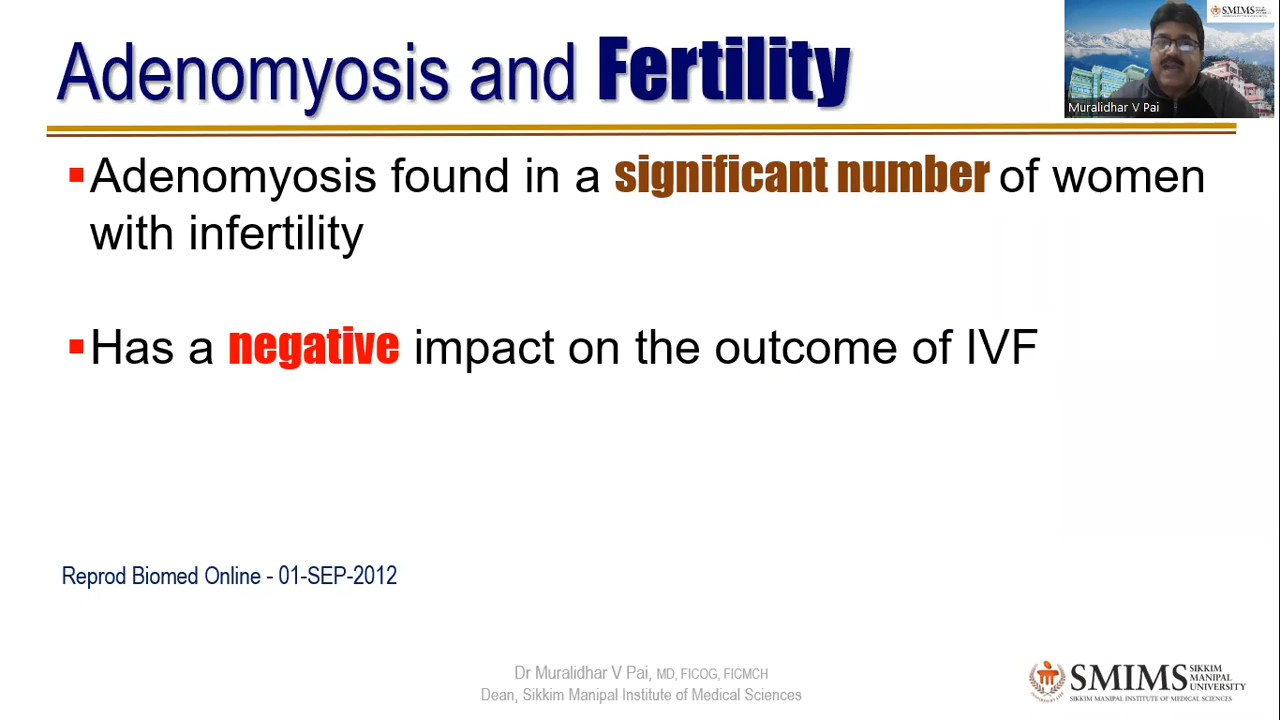 Adenomyosis and Fertility
SMIMS
Muralidhar V Pai
Adenomyosis found in a significant number of women
with infertility
Has a negative impact on the outcome of IVF
Reprod Biomed Online - 01-SEP-2012
Dr Muralidhar V Pai, MD, FICOG, FICMCH
Dean, Sikkim Manipal Institute of Medical Sciences
SMIMS SIKKIM
MANIPAL
UNIVERSITY
SIKKIM MANIPAL INSTITUTE OF MEDICAL SCIENCES